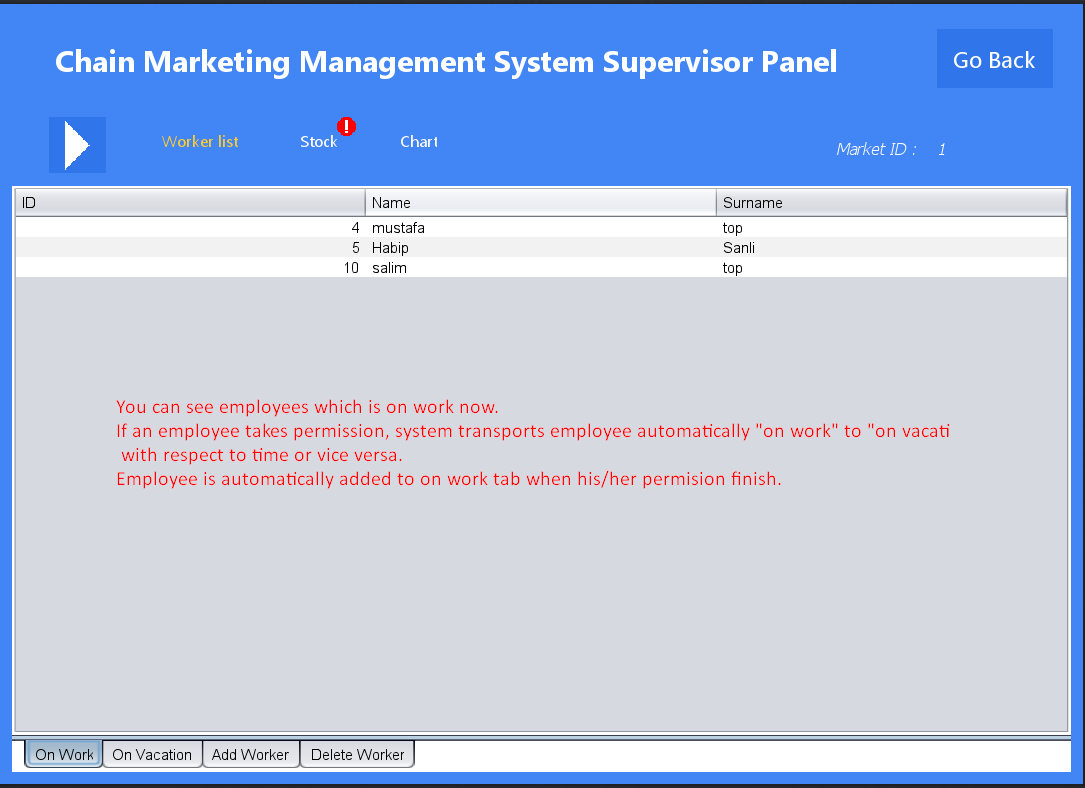 Chain Marketing Management System Supervisor Panel
Go Back
Worker list
Stock
!
Chart
Market ID : 1
ID Name Surname
4 mustafa top
5 Habip Sanli
10 salim top
You can see employees which is on work now.
If an employee takes permission, system transports employee automatically "on work" to "on vacati
with respect to time or vice versa.
Employee is automatically added to on work tab when his/her permision finish.
On Work
On Vacation
Add Worker
Delete Worker